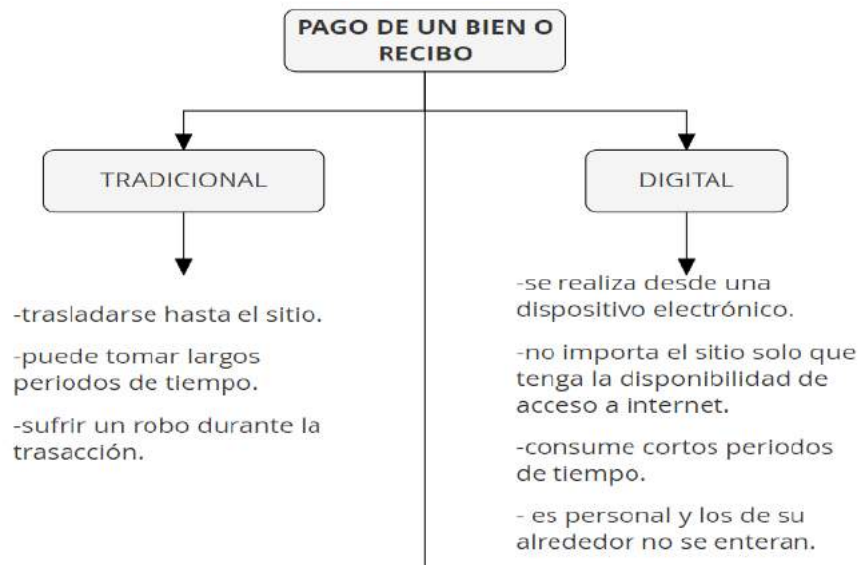 PAGO DE UN BIEN O
RECIBO
TRADICIONAL
-trasladarse hasta el sitio.
-puede tomar largos
periodos de tiempo.
-sufrir un robo durante la
trasacción.
DIGITAL
-se realiza desde una
dispositivo electrónico.
-no importa el sitio solo que
tenga la disponibilidad de
acceso a internet.
-consume cortos periodos
de tiempo.
- es personal y los de su
alrededor no se enteran.